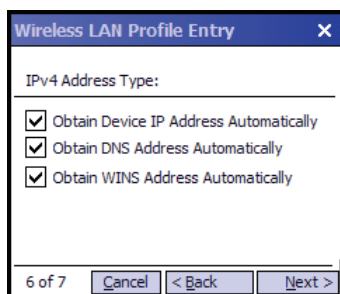 Wireless LAN Profile Entry X
IPv4 Address Type:
Obtain Device IP Address Automatically
Obtain DNS Address Automatically
Obtain WINS Address Automatically
6 of 7 Cancel < Back Next >